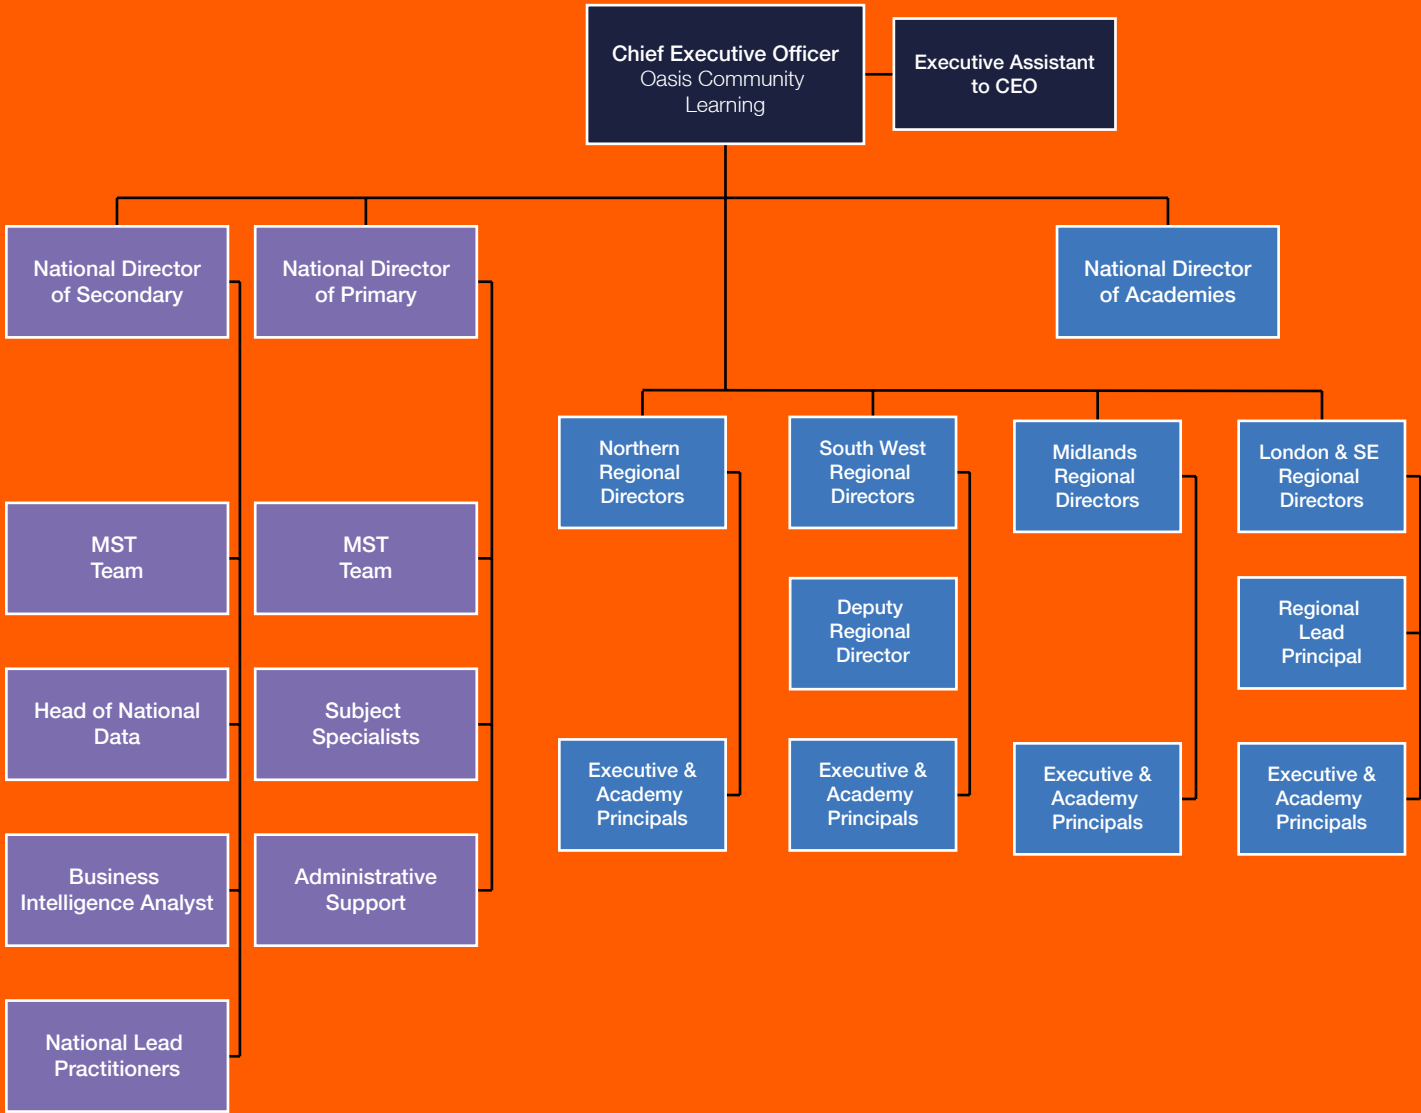 Chief Executive Officer
Oasis Community
Learning
Executive Assistant
to CEO
National Director
of Secondary
National Director
of Primary
National Director
of Academies
Northern
Regional
Directors
South West
Regional
Directors
Midlands
Regional
Directors
London & SE
Regional
Directors
MST
Team
MST
Team
Deputy
Regional
Director
Regional
Lead
Principal
Head of National
Data
Subject
Specialists
Executive &
Academy
Principals
Executive &
Academy
Principals
Executive &
Academy
Principals
Executive &
Academy
Principals
Business
Intelligence Analyst
Administrative
Support
National Lead
Practitioners